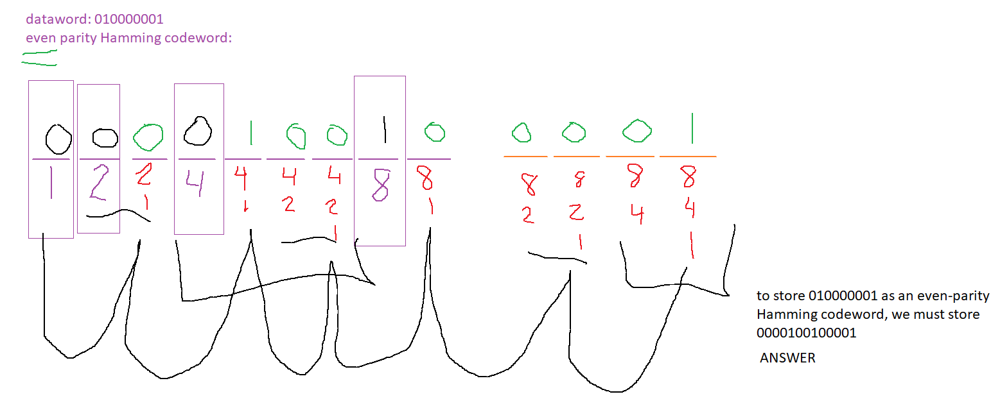 dataword: 010000001
even parity Hamming codeword:
0 0 0 0 1 0 0 1 0 0 0 0 1
1 2 2 4 4 4 4 8 8 8 8 8 8
1 1 2 2 1 2 2 4 4
1 1 1
to store 010000001 as an even-parity
Hamming codeword, we must store
0000100100001
ANSWER